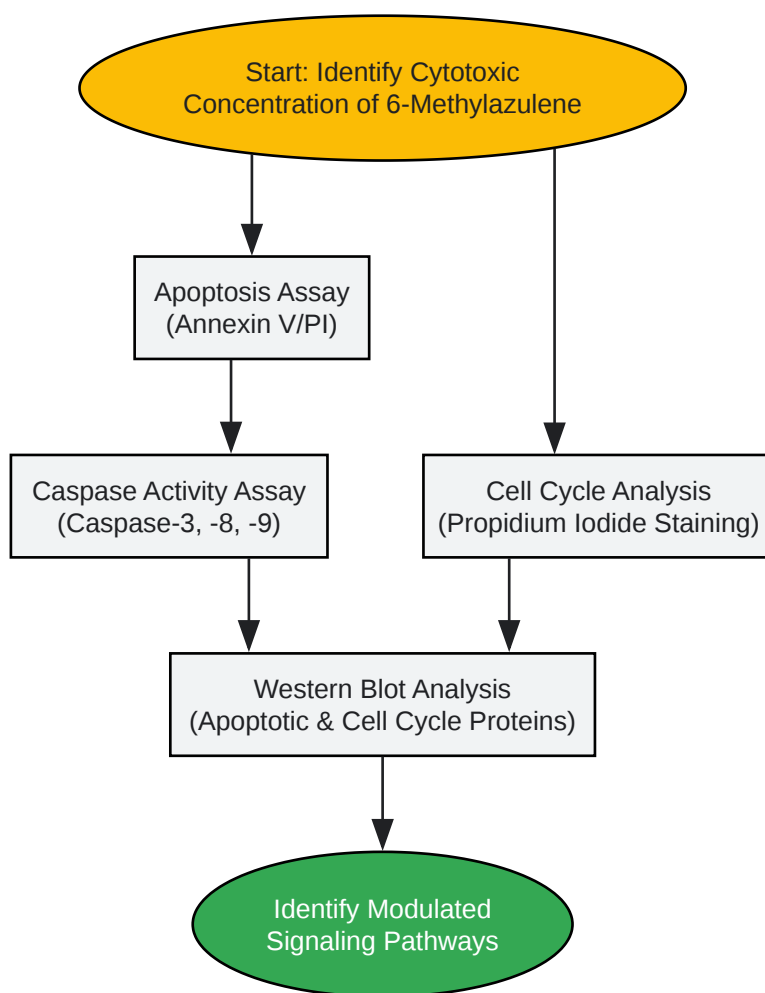 Start: Identify Cytotoxic
Concentration of 6-Methylazulene
Apoptosis Assay
(Annexin V/PI)
Caspase Activity Assay
(Caspase-3, -8, -9)
Cell Cycle Analysis
(Propidium Iodide Staining)
Western Blot Analysis
(Apoptotic & Cell Cycle Proteins)
Identify Modulated
Signaling Pathways